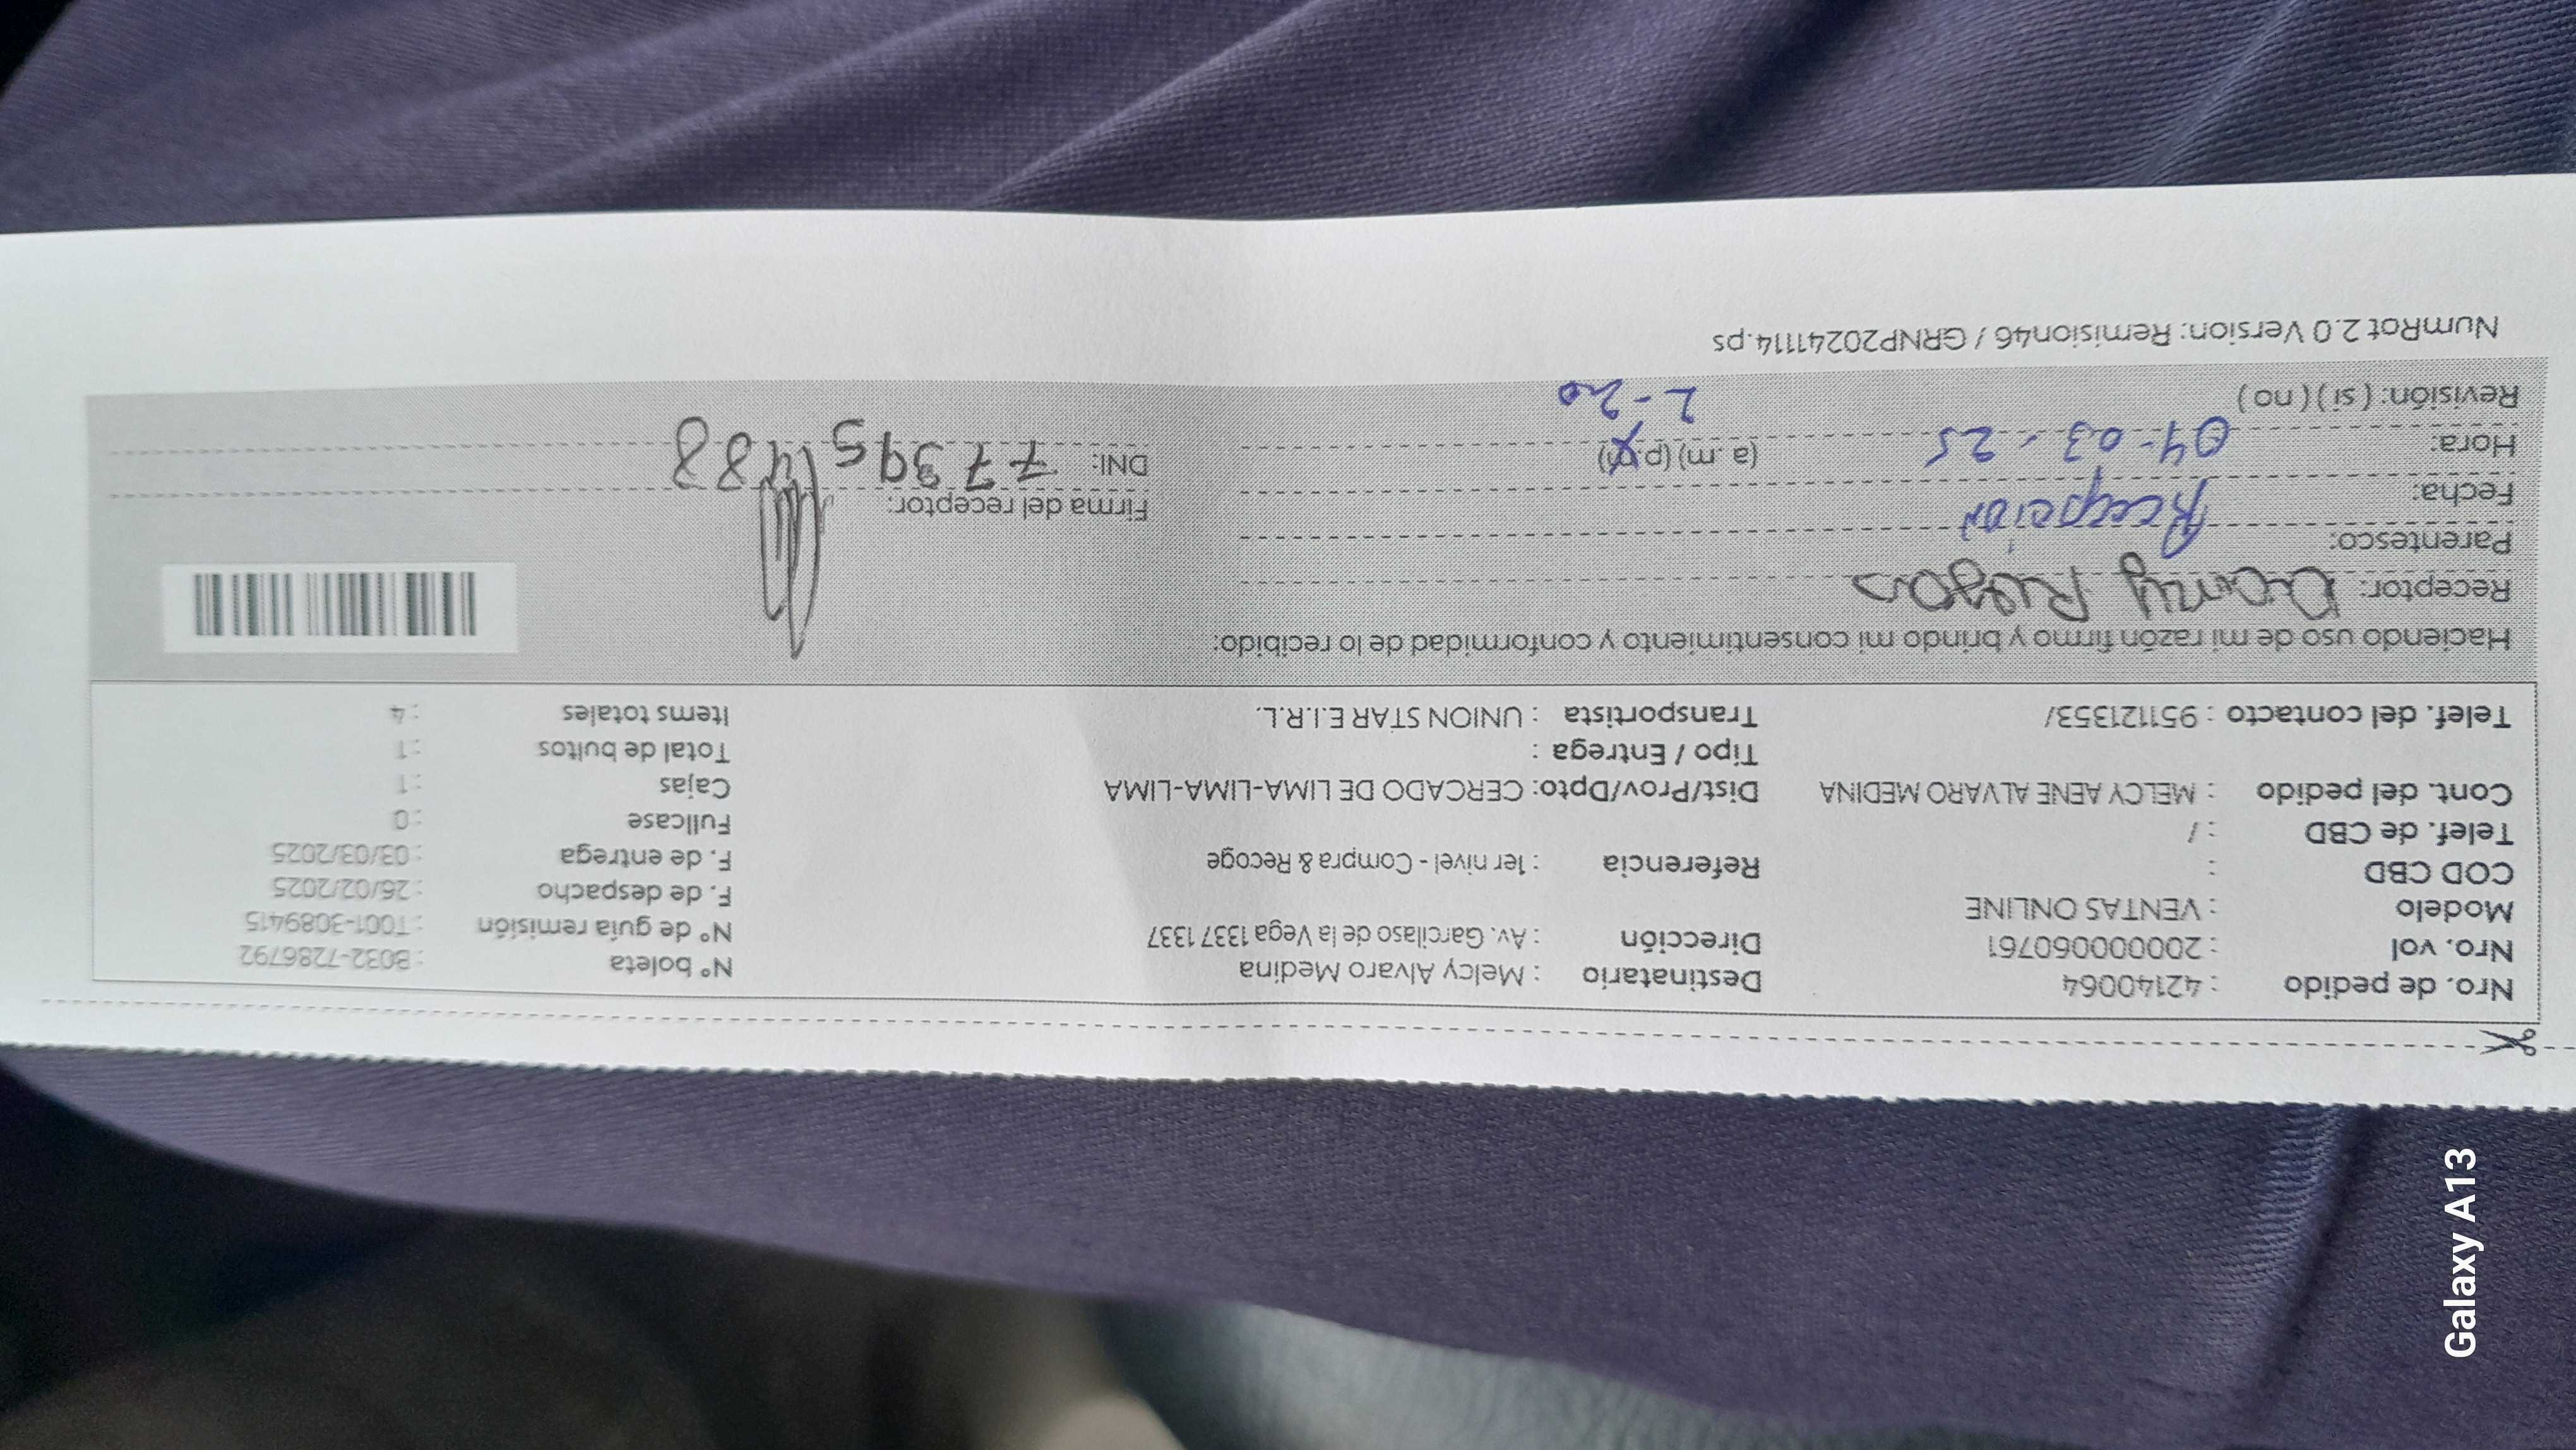 Nro. de pedido : 42140064 Destinatario : Melcy Alvaro Medina N° boleta : B032-7286792
Nro. vol : 20000006​0761 Dirección : Av. Garcilaso de la Vega 1337 1337 N° de guía remisión : T001-3089415
Modelo : VENTAS ONLINE F. de despacho : 26/02/2025
COD CBD : Referencia : 1er nivel - Compra & Recoge F. de entrega : 03/03/2025
Telef. de CBD : / Fullcase : 0
Cont. del pedido : MELCY AENE ALVARO MEDINA Dist/Prov/Dpto: CERCADO DE LIMA-LIMA-LIMA Cajas : 1
Tipo / Entrega : Total de bultos : 1
Telef. del contacto : 951121353/ Transportista : UNION STAR E.I.R.L. Items totales : 4
Haciendo uso de mi razón firmo y brindo mi consentimiento y conformidad de lo recibido:
Receptor:
Parentesco: Recepción
Fecha: Firma del receptor:
Hora: 04-03-25 (a.m) (p.m) DNI: 77395488
Revisión: (si) (no) 2-20
NumRot 2.0 Version: Remision46 / GRNP20241114.ps
Galaxy A13